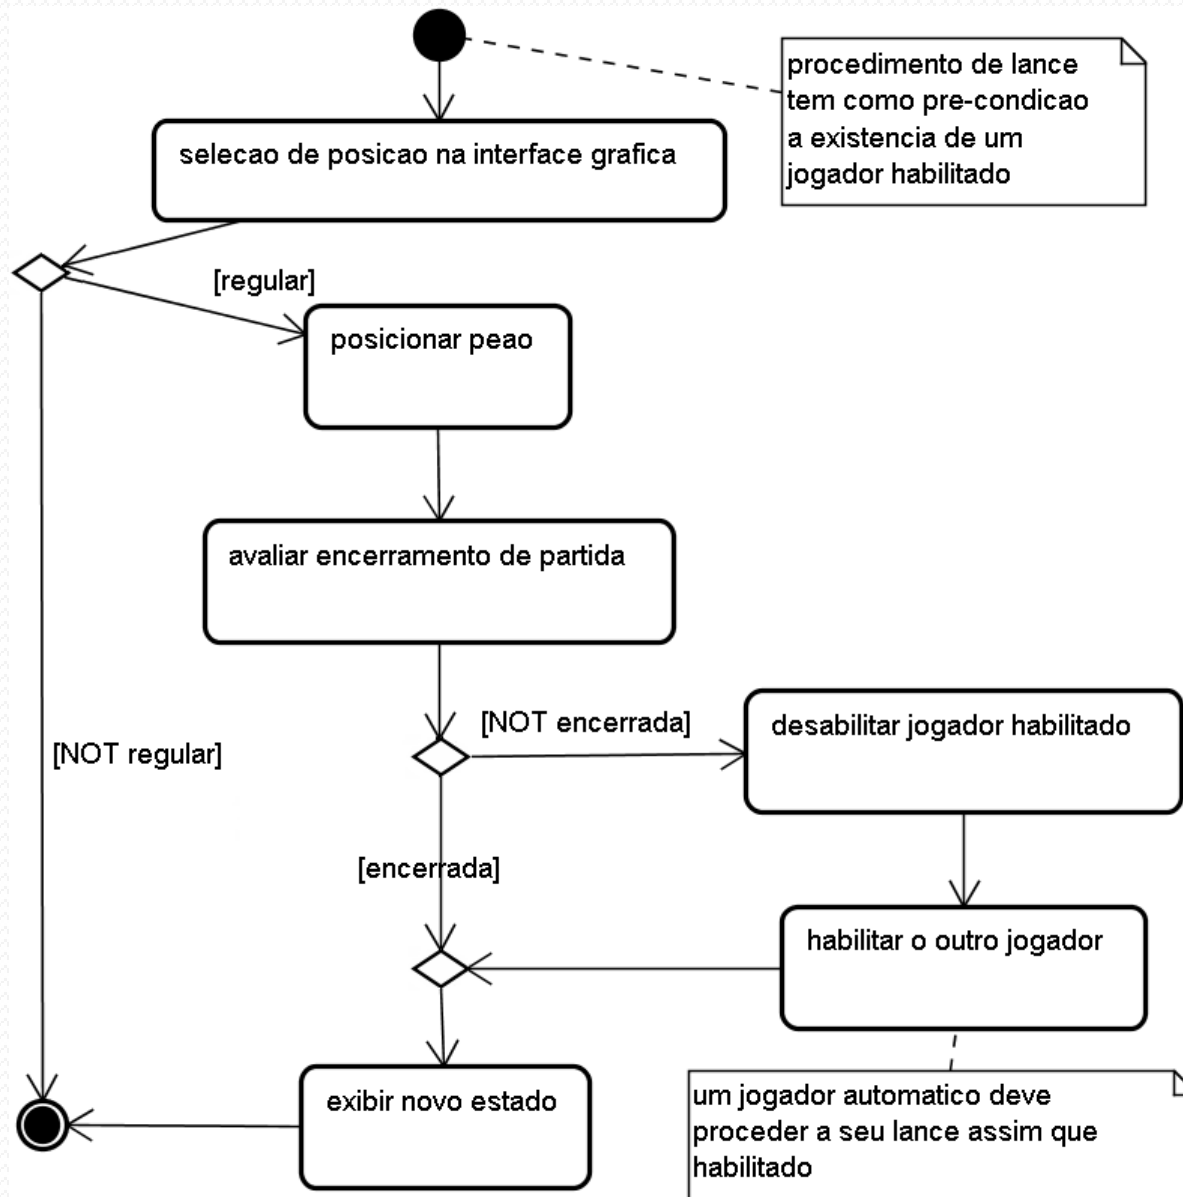 procedimento de lance
tem como pre-condicao
a existencia de um
jogador habilitado
selecao de posicao na interface grafica
[regular]
posicionar peao
avaliar encerramento de partida
[NOT encerrada]
desabilitar jogador habilitado
[NOT regular]
[encerrada]
habilitar o outro jogador
exibir novo estado
um jogador automatico deve
proceder a seu lance assim que
habilitado